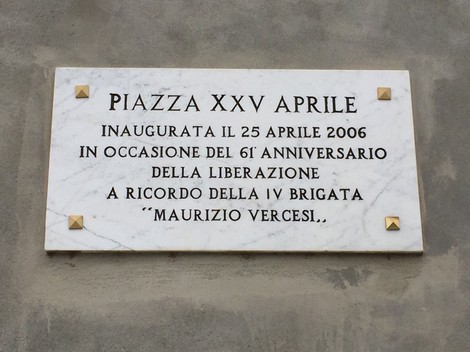 PIAZZA XXV APRILE
INAUGURATA IL 25 APRILE 2006
IN OCCASIONE DEL 61° ANNIVERSARIO
DELLA LIBERAZIONE
A RICORDO DELLA IV BRIGATA
“MAURIZIO VERCESI„